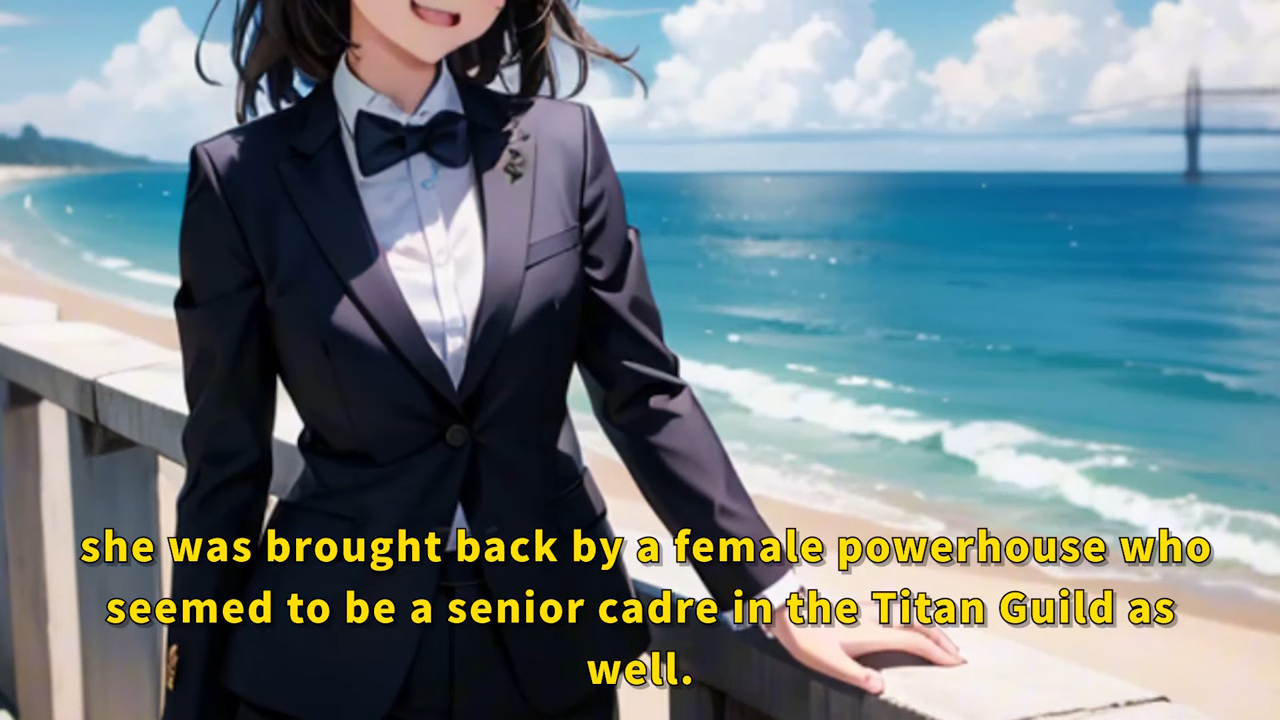 she was brought back by a female powerhouse who
seemed to be a senior cadre in the Titan Guild as
well.